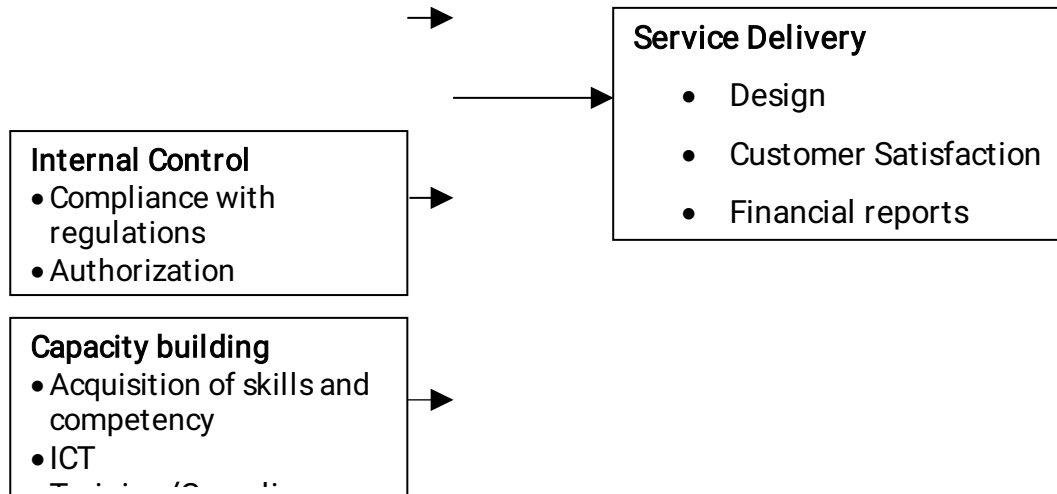 Service Delivery
• Design
• Customer Satisfaction
• Financial reports
Internal Control
• Compliance with
regulations
• Authorization
Capacity building
• Acquisition of skills and
competency
• ICT